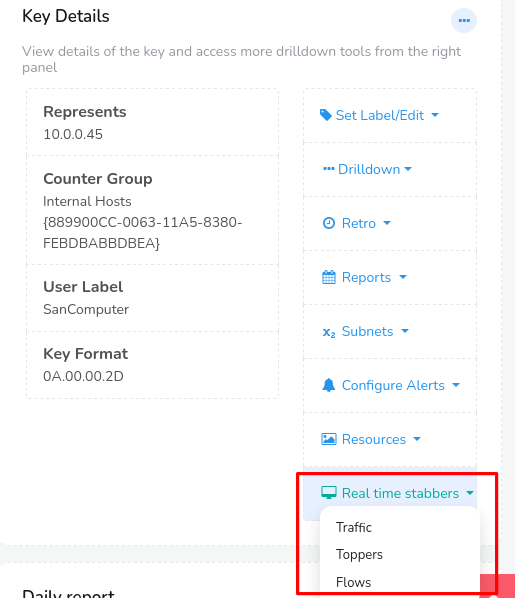 Key Details
View details of the key and access more drilldown tools from the right
panel
Represents
10.0.0.45
Counter Group
Internal Hosts
{889900CC-0063-11A5-8380-
FEBDBABBDBEA}
User Label
SanComputer
Key Format
0A.00.00.2D
Set Label/Edit
Drilldown
Retro
Reports
Subnets
Configure Alerts
Resources
Real time stabbers
Traffic
Toppers
Flows
Daily report